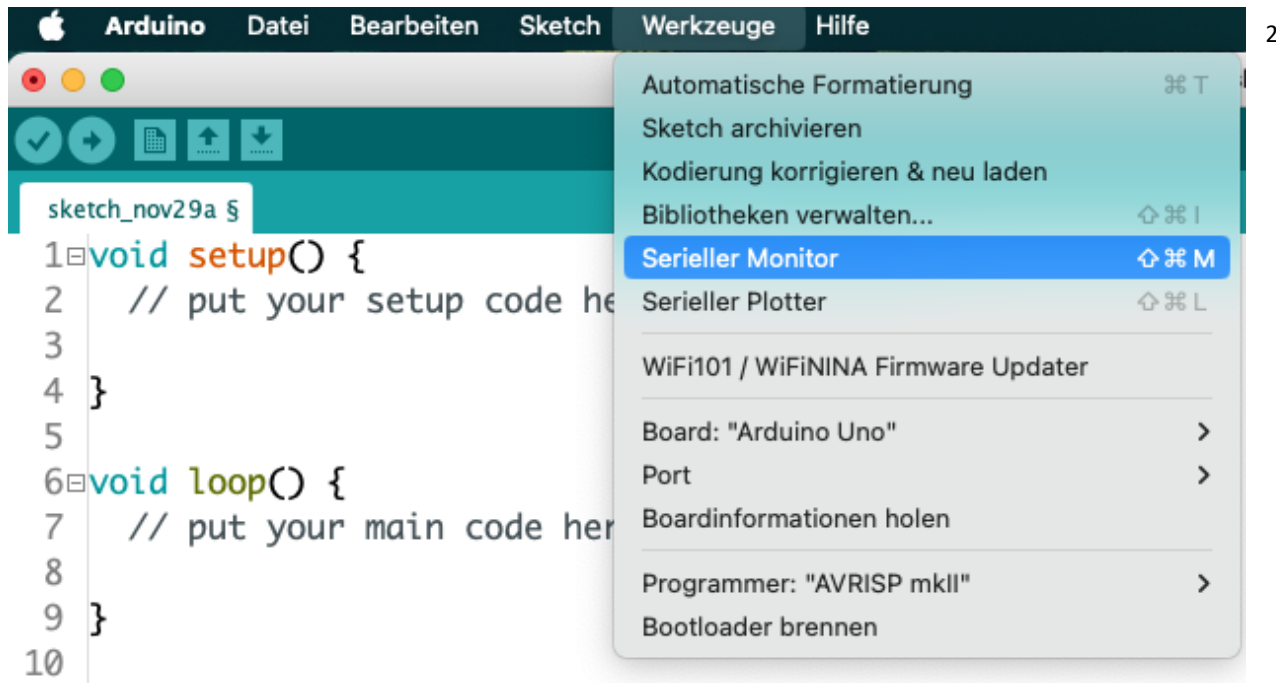 Arduino Datei Bearbeiten Sketch Werkzeuge Hilfe
2
Automatische Formatierung ⌘ T
Sketch archivieren
Kodierung korrigieren & neu laden
Bibliotheken verwalten... ⇧ ⌘ I
Serieller Monitor ⇧ ⌘ M
Serieller Plotter ⇧ ⌘ L
WiFi101 / WiFiNINA Firmware Updater
Board: "Arduino Uno"
Port
Boardinformationen holen
Programmer: "AVRISP mkII"
Bootloader brennen
sketch_nov29a §
1 void setup() {
2 // put your setup code
3
4 }
5
6 void loop() {
7 // put your main code
8
9 }
10